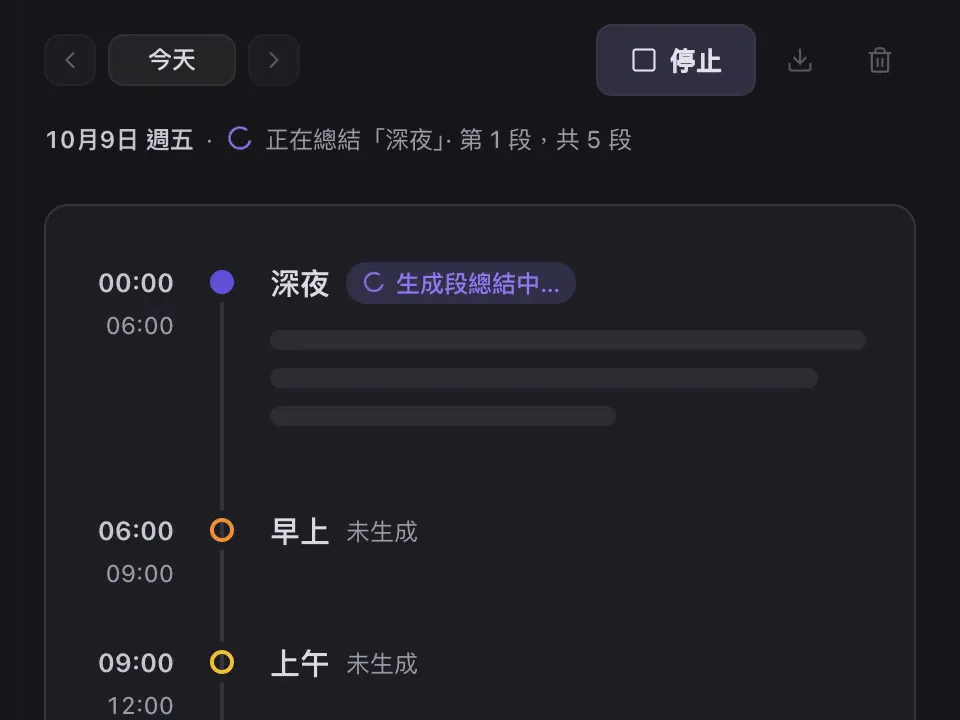 今天
停止
10月9日 週五 · 正在總結「深夜」· 第 1 段，共 5 段
00:00 深夜 生成段總結中...
06:00
06:00 早上 未生成
09:00
09:00 上午 未生成
12:00